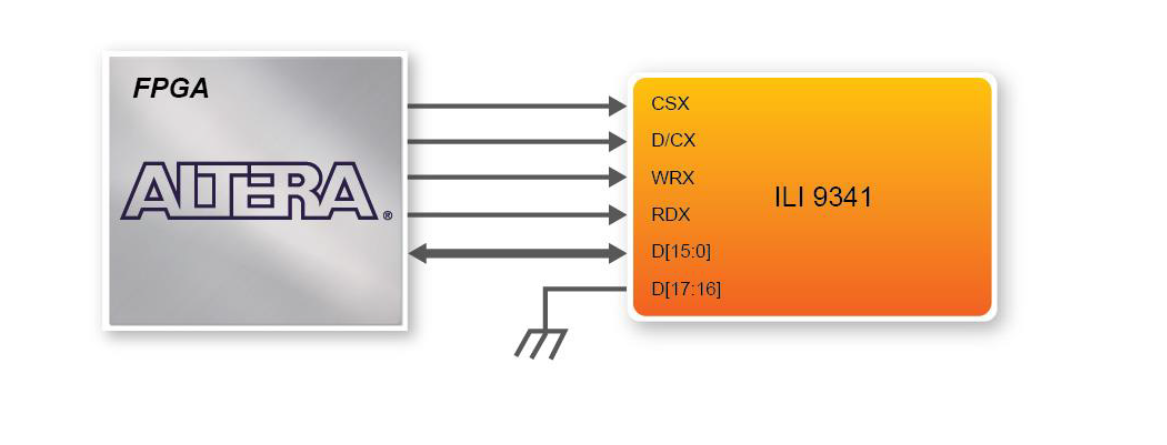 FPGA
ALTERA®
CSX
D/CX
WRX
RDX
D[15:0]
D[17:16]
ILI 9341